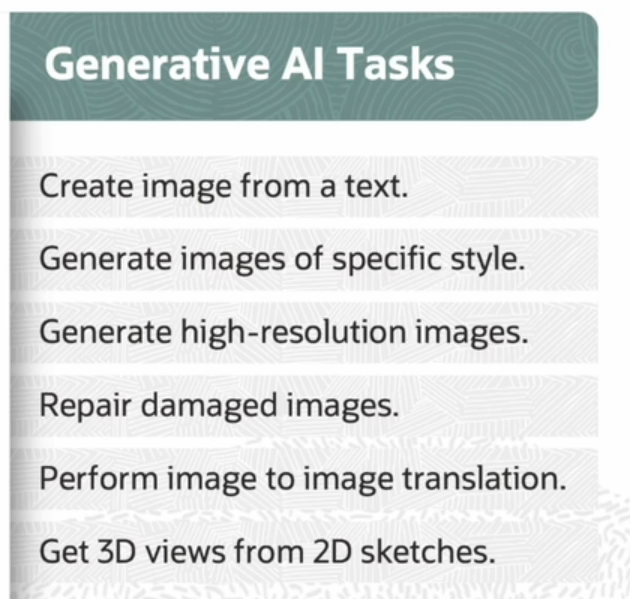 Generative AI Tasks
Create image from a text.
Generate images of specific style.
Generate high-resolution images.
Repair damaged images.
Perform image to image translation.
Get 3D views from 2D sketches.